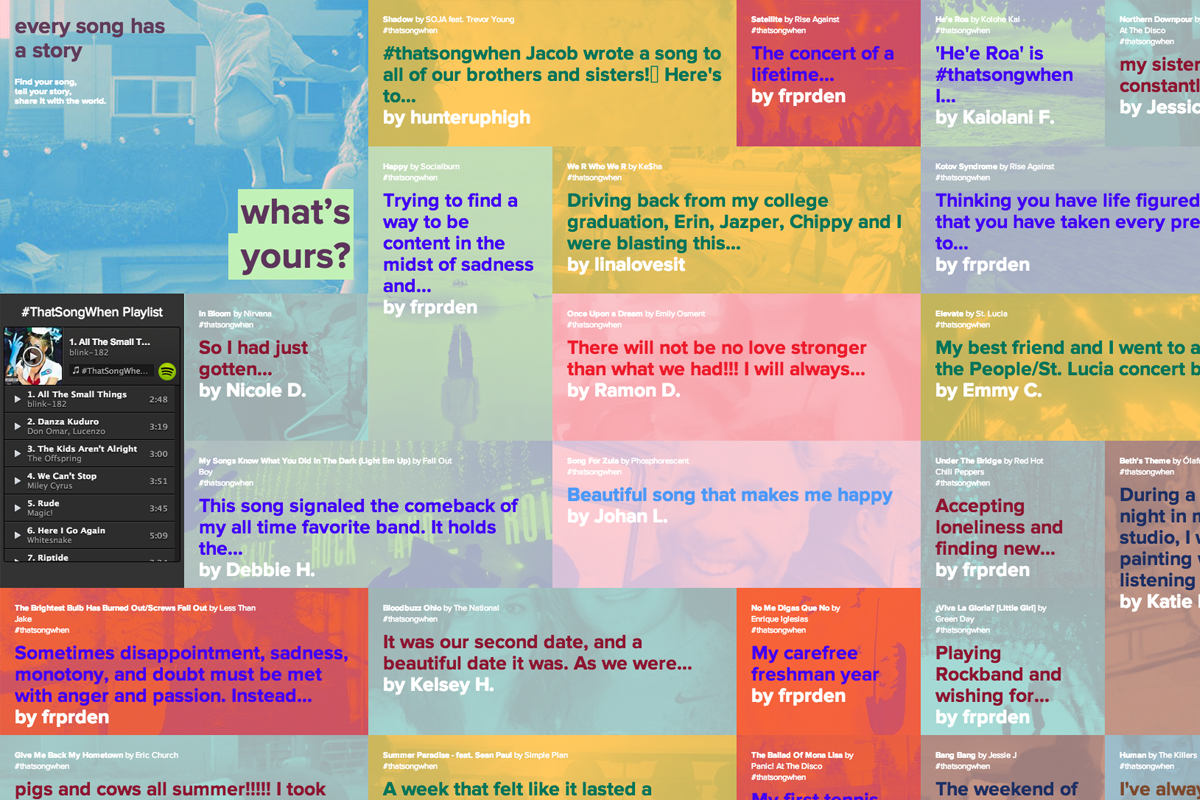 every song has
a story
Find your song,
tell your story,
share it with the world.
what's
yours?
Shadow by SOJA feat. Trevor Young
#thatsongwhen
#thatsongwhen Jacob wrote a song to
all of our brothers and sisters! Here's
to...
by hunteruphigh
Satellite by Rise Against
#thatsongwhen
The concert of a
lifetime...
by frprden
He'e Roa by Kolohe Kai
#thatsongwhen
'He'e Roa' is
#thatsongwhen
I...
by Kaiolani F.
Northern Downpour by
At The Disco
#thatsongwhen
my sister
constantl
by Jessic
Happy by Socialburn
#thatsongwhen
Trying to find a
way to be
content in the
midst of sadness
and...
by frprden
We R Who We R by Ke$ha
#thatsongwhen
Driving back from my college
graduation, Erin, Jazper, Chippy and I
were blasting this...
by linalovesit
Kotov Syndrome by Rise Against
#thatsongwhen
Thinking you have life figured
that you have taken every pre
to...
by frprden
#ThatSongWhen Playlist
1. All The Small T...
blink-182
#ThatSongWhe...
1. All The Small Things
blink-182
2:48
2. Danza Kuduro
Don Omar, Lucenzo
3:19
3. The Kids Aren't Alright
The Offspring
3:00
4. We Can't Stop
Miley Cyrus
3:51
5. Rude
Magic!
3:45
6. Here I Go Again
Whitesnake
5:09
7. Riptide
In Bloom by Nirvana
#thatsongwhen
So I had just
gotten...
by Nicole D.
Once Upon a Dream by Emily Osment
#thatsongwhen
There will not be no love stronger
than what we had!!! I will always...
by Ramon D.
Elevate by St. Lucia
#thatsongwhen
My best friend and I went to a
the People/St. Lucia concert b
by Emmy C.
My Songs Know What You Did In The Dark (Light Em Up) by Fall Out
Boy
#thatsongwhen
This song signaled the comeback of
my all time favorite band. It holds
the...
by Debbie H.
Song For Zula by Phosphorescent
#thatsongwhen
Beautiful song that makes me happy
by Johan L.
Under The Bridge by Red Hot
Chili Peppers
#thatsongwhen
Accepting
loneliness and
finding new...
by frprden
Beth's Theme by Ólaf
#thatsongwhen
During a
night in m
studio, I w
painting w
listening
by Katie
The Brightest Bulb Has Burned Out/Screws Fall Out by Less Than
Jake
#thatsongwhen
Sometimes disappointment, sadness,
monotony, and doubt must be met
with anger and passion. Instead...
by frprden
Bloodbuzz Ohio by The National
#thatsongwhen
It was our second date, and a
beautiful date it was. As we were...
by Kelsey H.
No Me Digas Que No by
Enrique Iglesias
#thatsongwhen
My carefree
freshman year
by frprden
¿Viva La Gloria? [Little Girl] by
Green Day
#thatsongwhen
Playing
Rockband and
wishing for...
by frprden
Give Me Back My Hometown by Eric Church
#thatsongwhen
pigs and cows all summer!!!!! I took
Summer Paradise - feat. Sean Paul by Simple Plan
#thatsongwhen
A week that felt like it lasted a
The Ballad Of Mona Lisa by
Panic! At The Disco
#thatsongwhen
My first tennis
Bang Bang by Jessie J
#thatsongwhen
The weekend of
Human by The Killers
#thatsongwhen
I've alwa